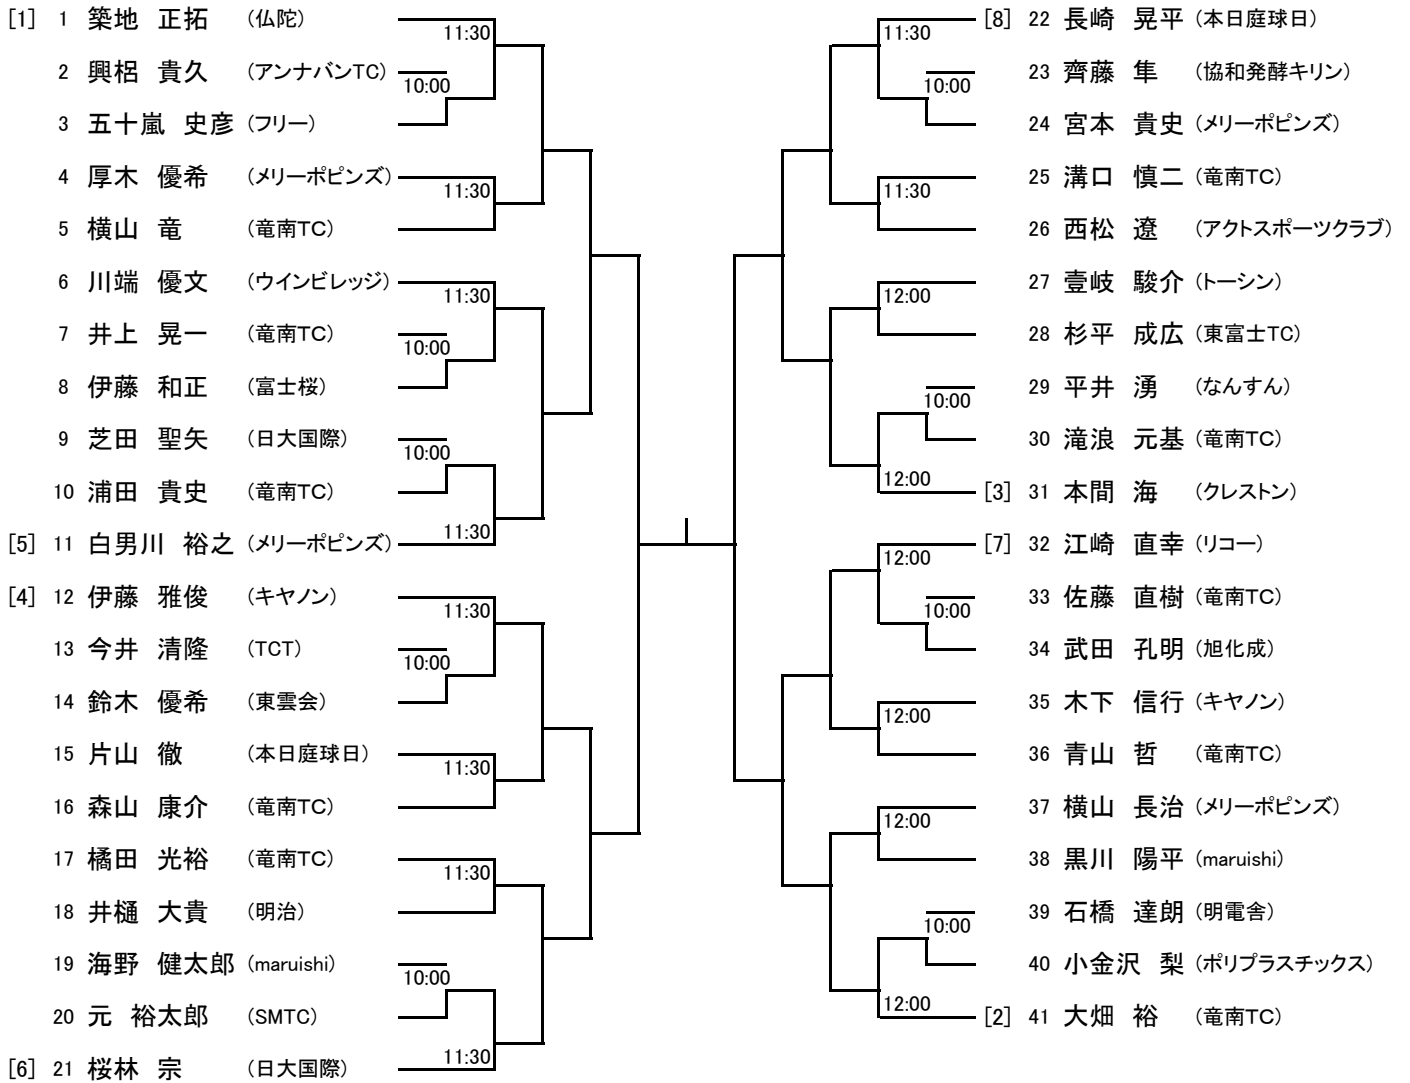 [1] 1 築地 正拓 (仏陀)
11:30
2 興梠 貴久 (アンナバンTC)
10:00
3 五十嵐 史彦 (フリー)
4 厚木 優希 (メリーポピンズ)
11:30
5 横山 竜 (竜南TC)
6 川端 優文 (ウインビレッジ)
11:30
7 井上 晃一 (竜南TC)
10:00
8 伊藤 和正 (富士桜)
9 芝田 聖矢 (日大国際)
10:00
10 浦田 貴史 (竜南TC)
11:30
[5] 11 白男川 裕之 (メリーポピンズ)
[4] 12 伊藤 雅俊 (キヤノン)
11:30
13 今井 清隆 (TCT)
10:00
14 鈴木 優希 (東雲会)
15 片山 徹 (本日庭球日)
11:30
16 森山 康介 (竜南TC)
17 橘田 光裕 (竜南TC)
11:30
18 井樋 大貴 (明治)
19 海野 健太郎 (maruishi)
10:00
20 元 裕太郎 (SMTC)
11:30
[6] 21 桜林 宗 (日大国際)
[8] 22 長崎 晃平 (本日庭球日)
11:30
23 齊藤 隼 (協和発酵キリン)
10:00
24 宮本 貴史 (メリーポピンズ)
25 溝口 慎二 (竜南TC)
11:30
26 西松 遼 (アクトスポーツクラブ)
27 壹岐 駿介 (トーシン)
12:00
28 杉平 成広 (東富士TC)
29 平井 湧 (なんすん)
10:00
30 滝浪 元基 (竜南TC)
12:00
[3] 31 本間 海 (クレストン)
[7] 32 江崎 直幸 (リコー)
12:00
33 佐藤 直樹 (竜南TC)
10:00
34 武田 孔明 (旭化成)
35 木下 信行 (キヤノン)
12:00
36 青山 哲 (竜南TC)
37 横山 長治 (メリーポピンズ)
12:00
38 黒川 陽平 (maruishi)
39 石橋 達朗 (明電舎)
10:00
40 小金沢 梨 (ポリプラスチックス)
12:00
[2] 41 大畑 裕 (竜南TC)